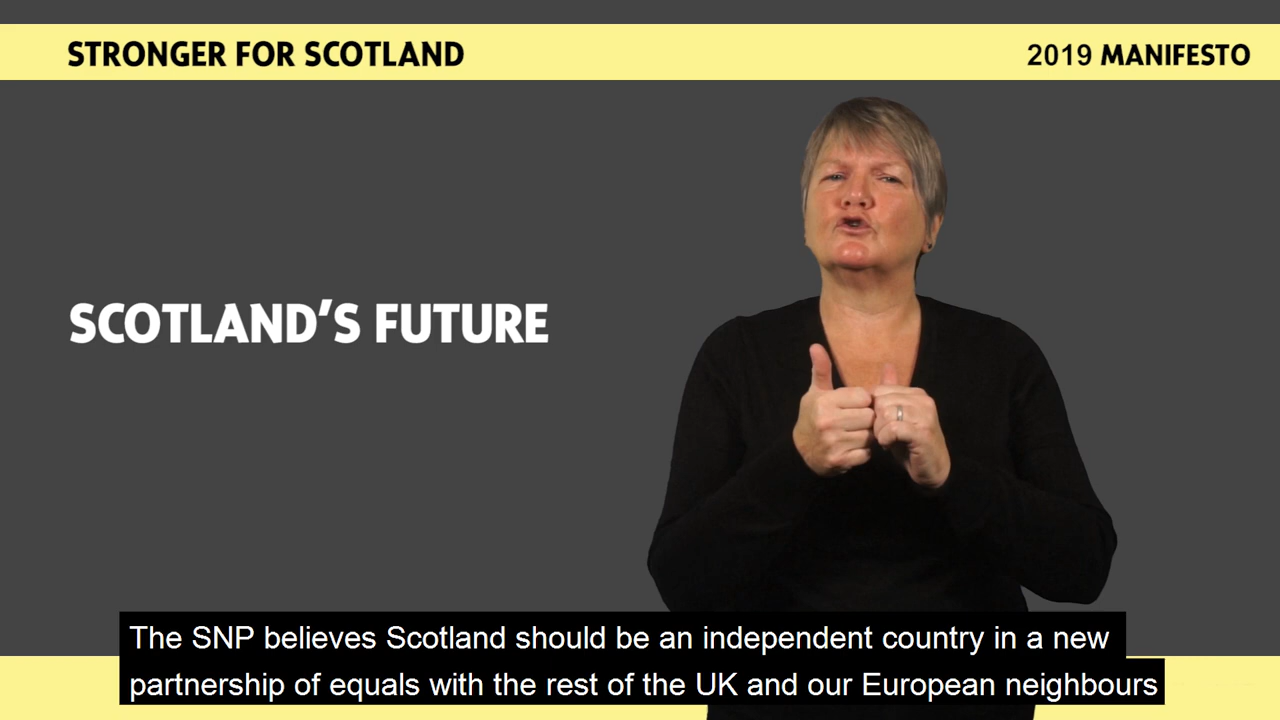 STRONGER FOR SCOTLAND
2019 MANIFESTO
SCOTLAND'S FUTURE
The SNP believes Scotland should be an independent country in a new
partnership of equals with the rest of the UK and our European neighbours